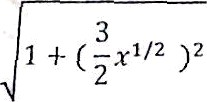 √(1 + (3/2 x^{1/2} )^2)